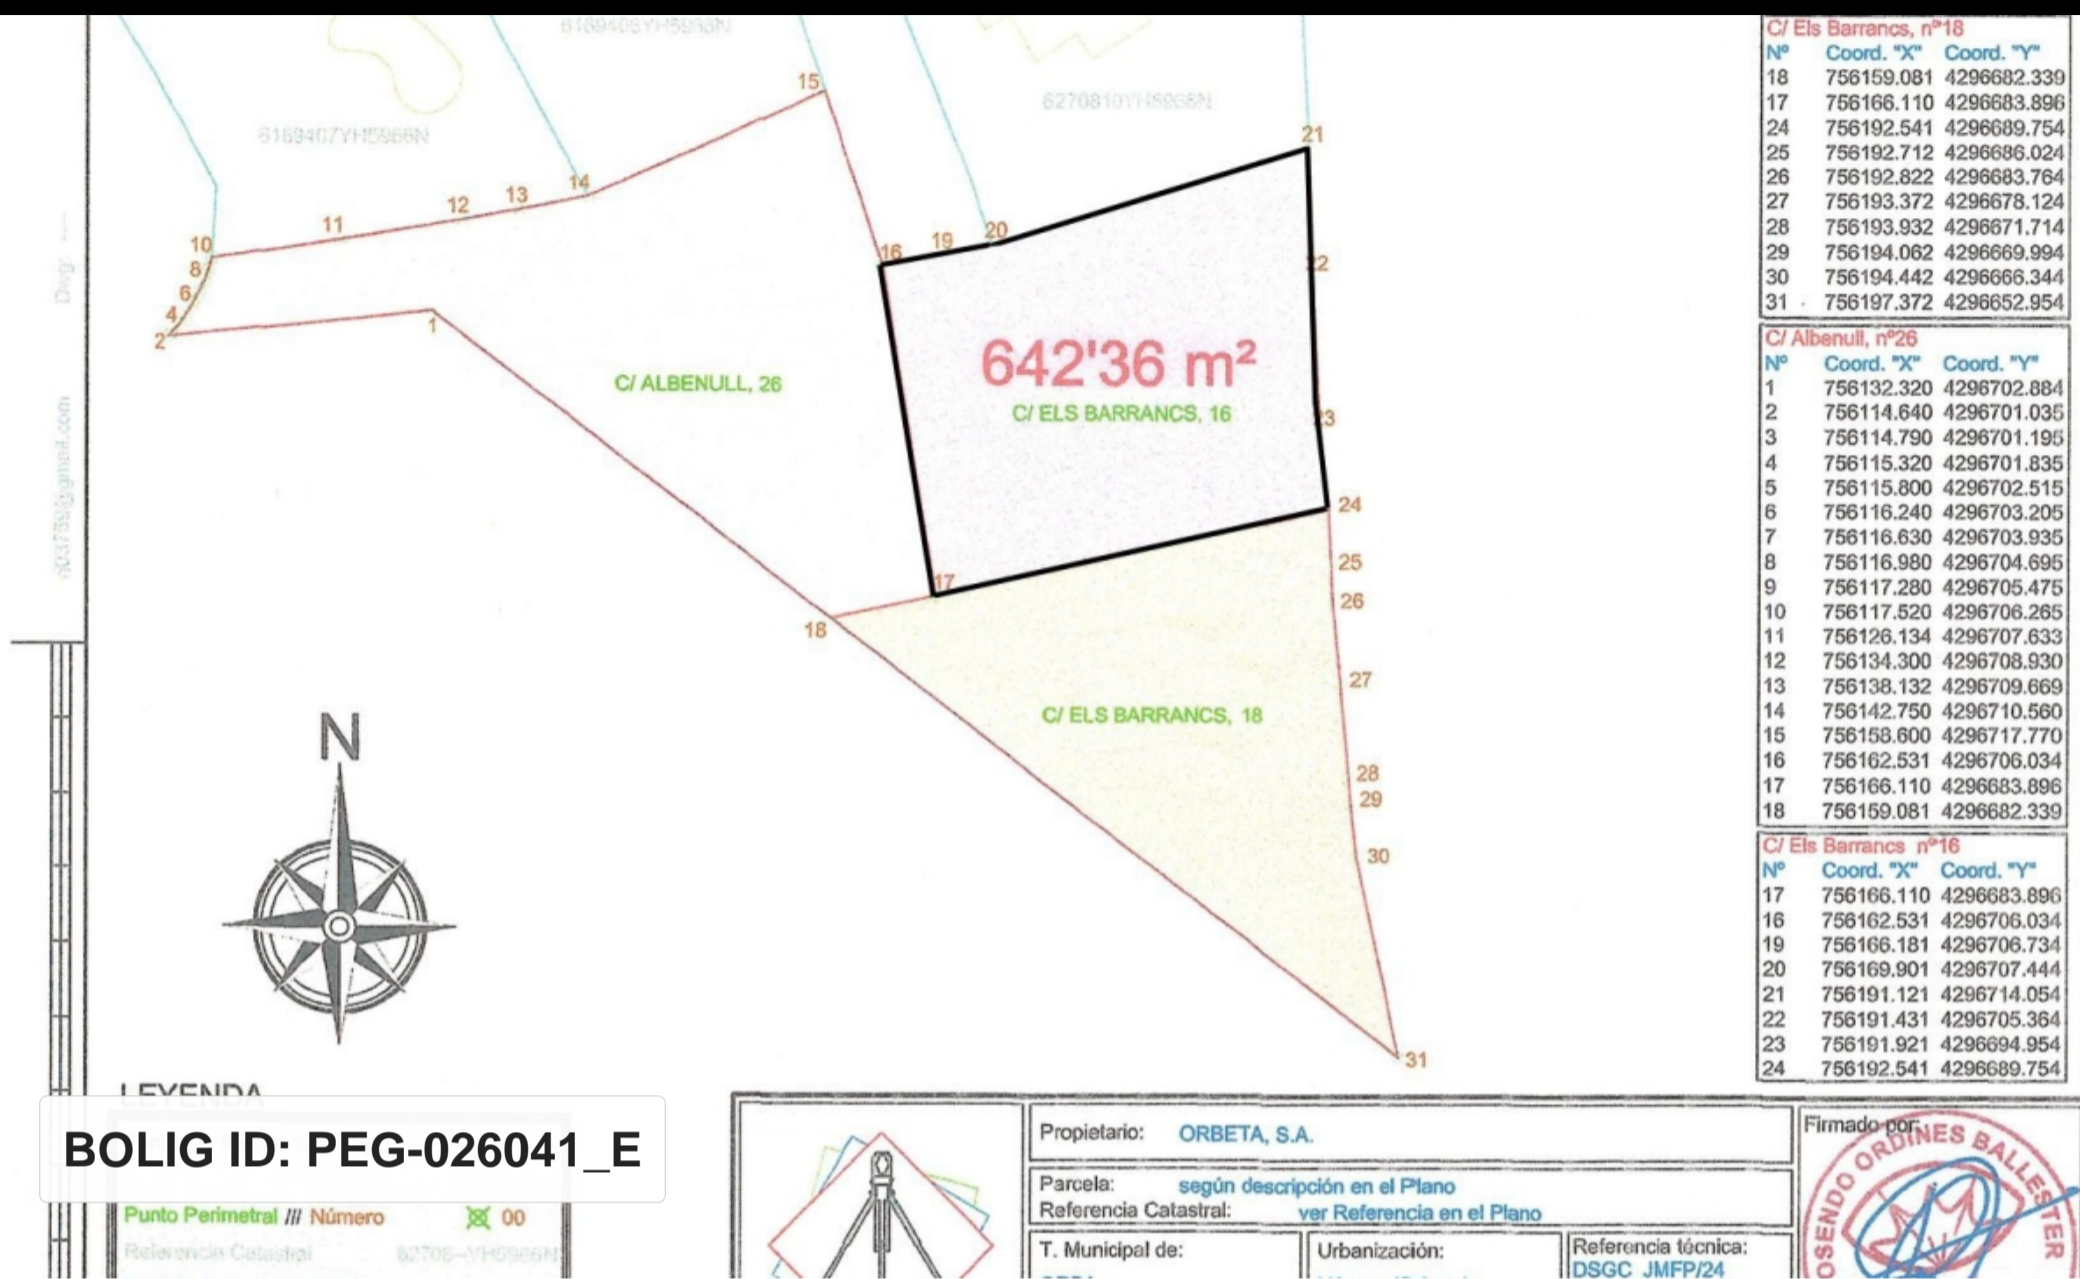 6169407YH5966N
15
21
14
13
12
11
10
8
6
4
2
1
16
19
20
22
642'36 m²
C/ ELS BARRANCS, 16
C/ ALBENULL, 26
23
24
25
26
17
18
27
C/ ELS BARRANCS, 18
28
29
30
31
N
LEYENDA
BOLIG ID: PEG-026041_E
Punto Perimetral /// Número 00
Referencia Catastral
C/ Els Barrancs, nº18
Nº Coord. "X" Coord. "Y"
18 756159.081 4296682.339
17 756166.110 4296683.896
24 756192.541 4296689.754
25 756192.712 4296686.024
26 756192.822 4296683.764
27 756193.372 4296678.124
28 756193.932 4296671.714
29 756194.062 4296669.994
30 756194.442 4296666.344
31 756197.372 4296652.954
C/ Albenull, nº26
Nº Coord. "X" Coord. "Y"
1 756132.320 4296702.884
2 756114.640 4296701.035
3 756114.790 4296701.195
4 756115.320 4296701.835
5 756115.800 4296702.515
6 756116.240 4296703.205
7 756116.630 4296703.935
8 756116.980 4296704.695
9 756117.280 4296705.475
10 756117.520 4296706.265
11 756126.134 4296707.633
12 756134.300 4296708.930
13 756138.132 4296709.669
14 756142.750 4296710.560
15 756158.600 4296717.770
16 756162.531 4296706.034
17 756166.110 4296683.896
18 756159.081 4296682.339
C/ Els Barrancs nº16
Nº Coord. "X" Coord. "Y"
17 756166.110 4296683.896
16 756162.531 4296706.034
19 756166.181 4296706.734
20 756169.901 4296707.444
21 756191.121 4296714.054
22 756191.431 4296705.364
23 756191.921 4296694.954
24 756192.541 4296689.754
Propietario: ORBETA, S.A.
Parcela: según descripción en el Plano
Referencia Catastral: ver Referencia en el Plano
T. Municipal de:
Urbanización:
Referencia técnica:
DSGC_JMFP/24
Firmado por:
ROSENDO ORDINES BALLESTER